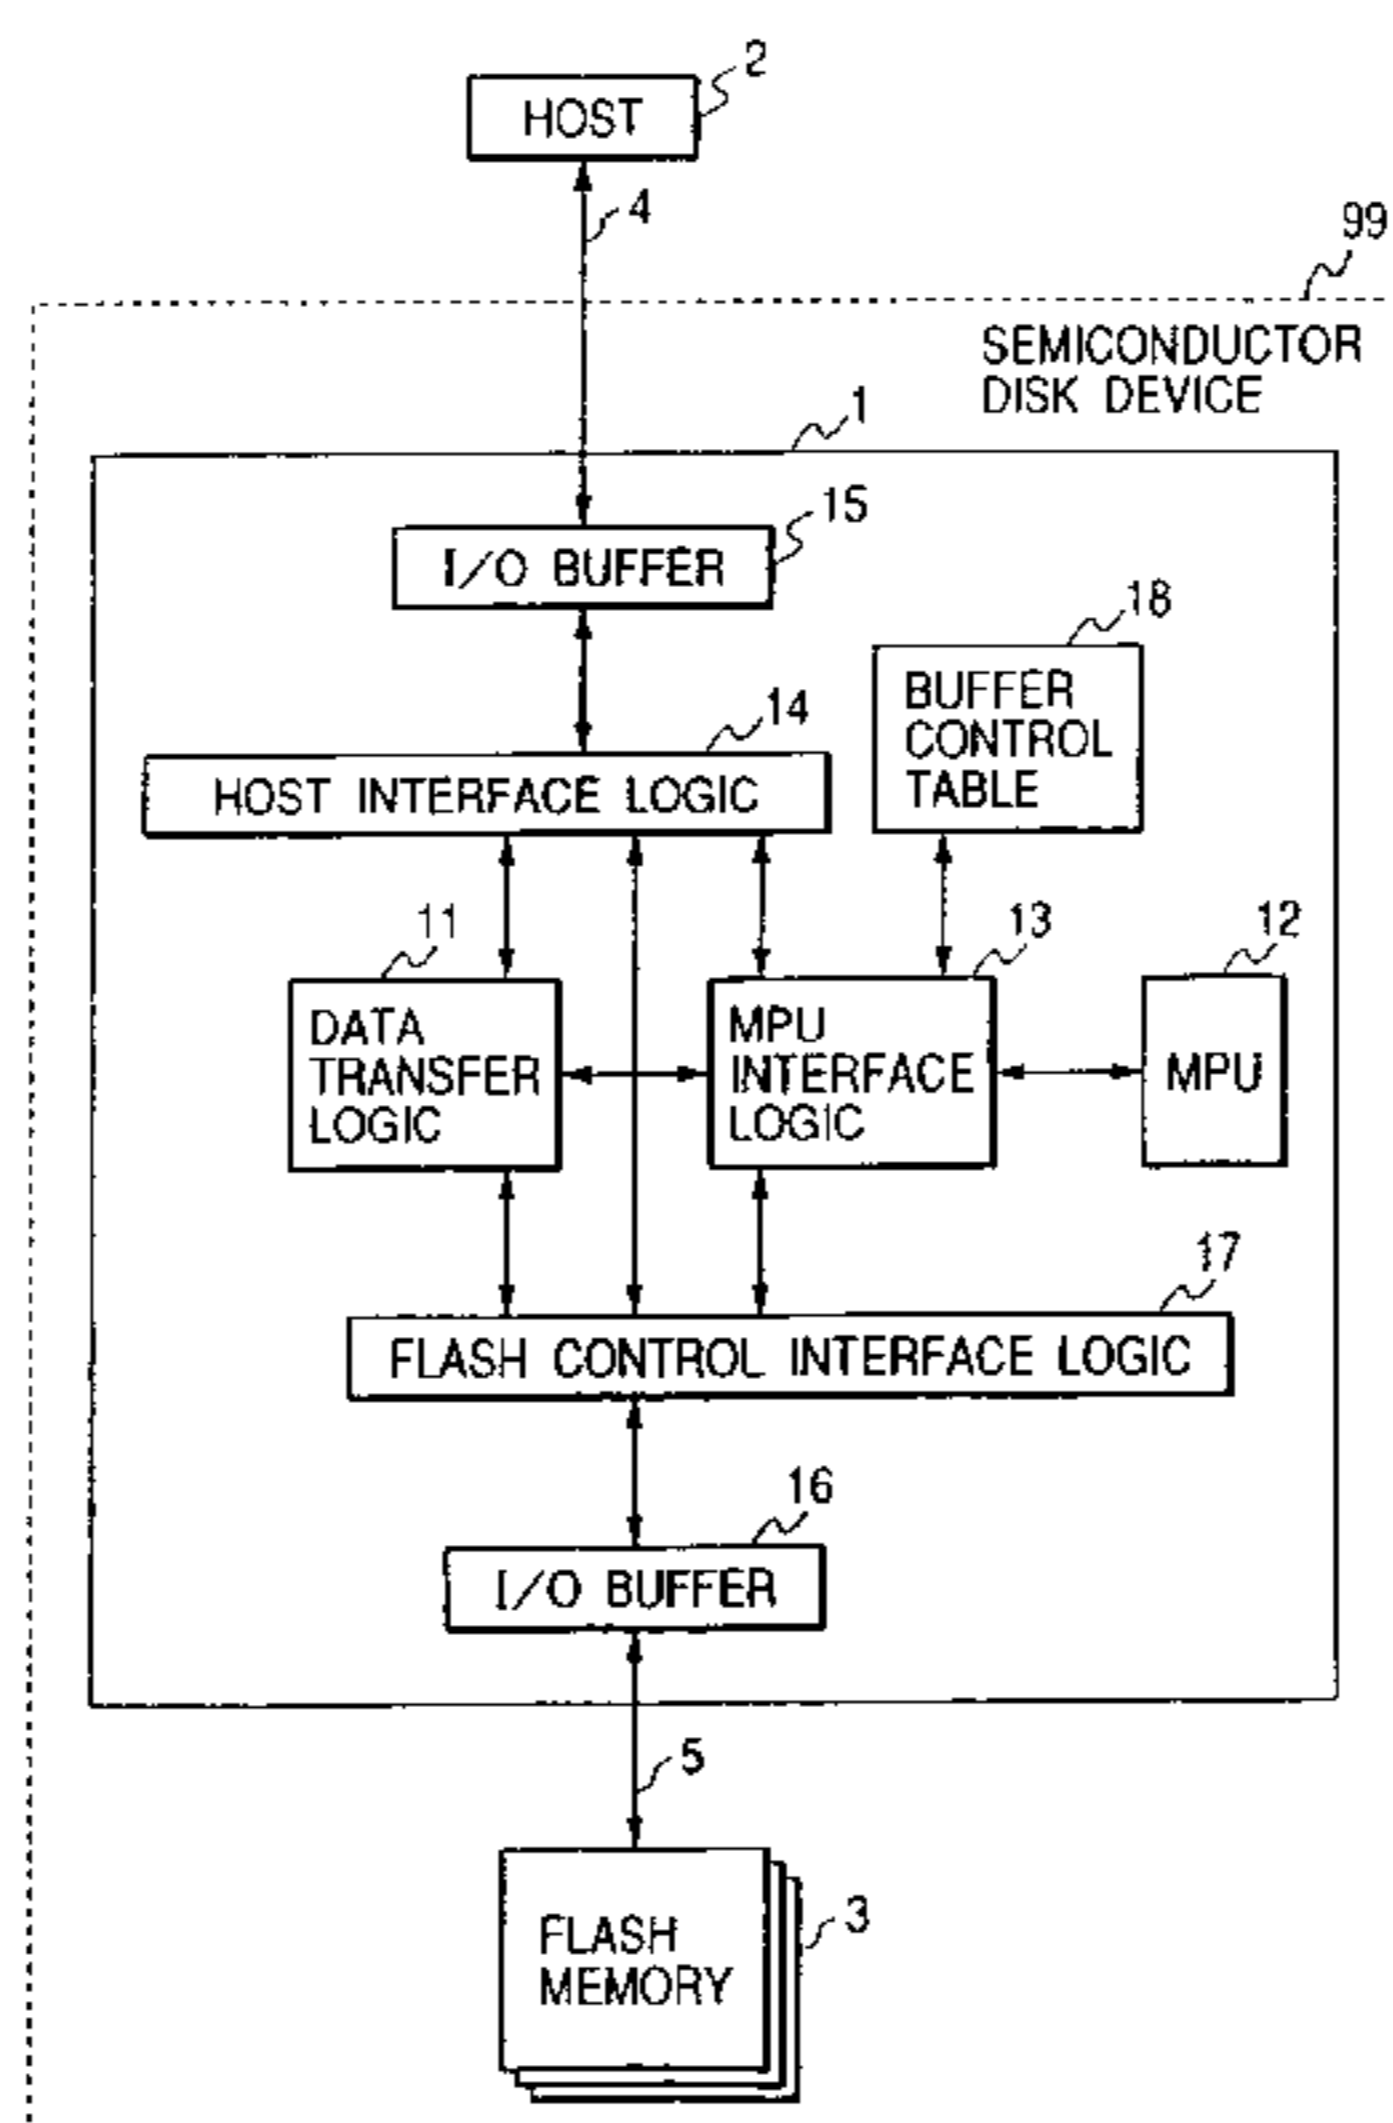 2
HOST
4
99
SEMICONDUCTOR
DISK DEVICE
1
15
I/O BUFFER
18
BUFFER
CONTROL
TABLE
14
HOST INTERFACE LOGIC
11
13
12
DATA
TRANSFER
LOGIC
MPU
INTERFACE
LOGIC
MPU
17
FLASH CONTROL INTERFACE LOGIC
16
I/O BUFFER
5
3
FLASH
MEMORY